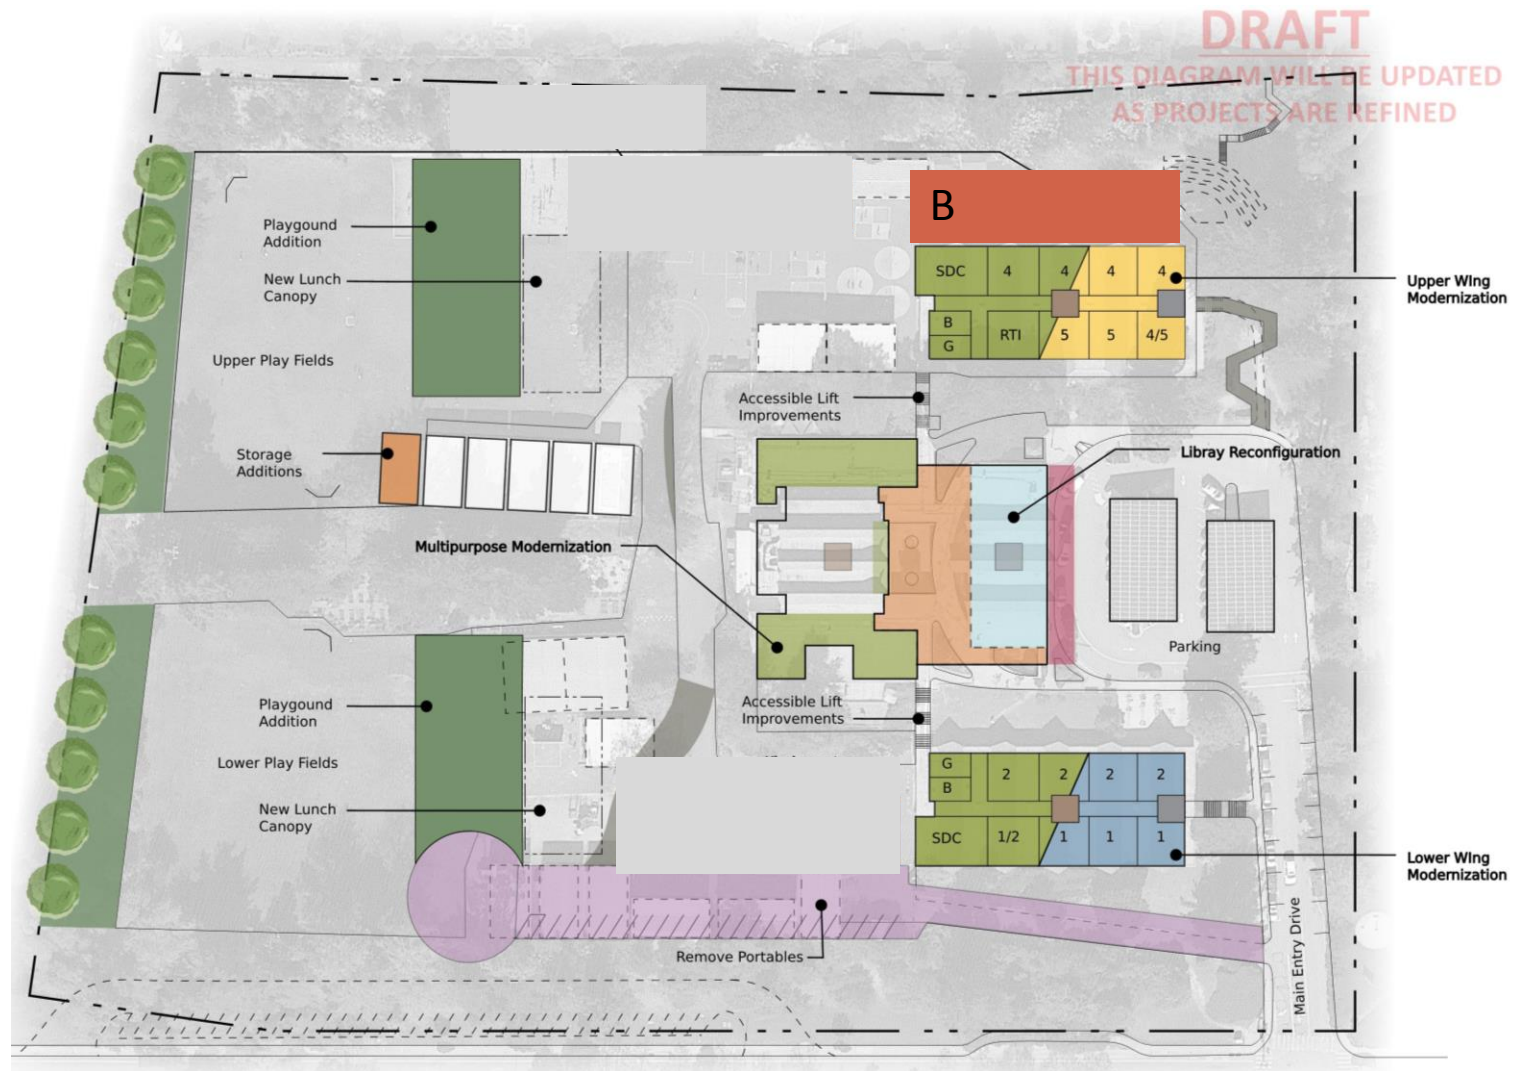 DRAFT
THIS DIAGRAM WILL BE UPDATED
AS PROJECTS ARE REFINED
B
Playgound
Addition
New Lunch
Canopy
Upper Play Fields
SDC 4 4 4 4
B
G
RTI 5 5 4/5
Upper Wing
Modernization
Accessible Lift
Improvements
Storage
Additions
Libray Reconfiguration
Multipurpose Modernization
Parking
Playgound
Addition
Lower Play Fields
New Lunch
Canopy
Accessible Lift
Improvements
G
B
2 2 2 2
SDC 1/2 1 1 1
Lower Wing
Modernization
Remove Portables
Main Entry Drive